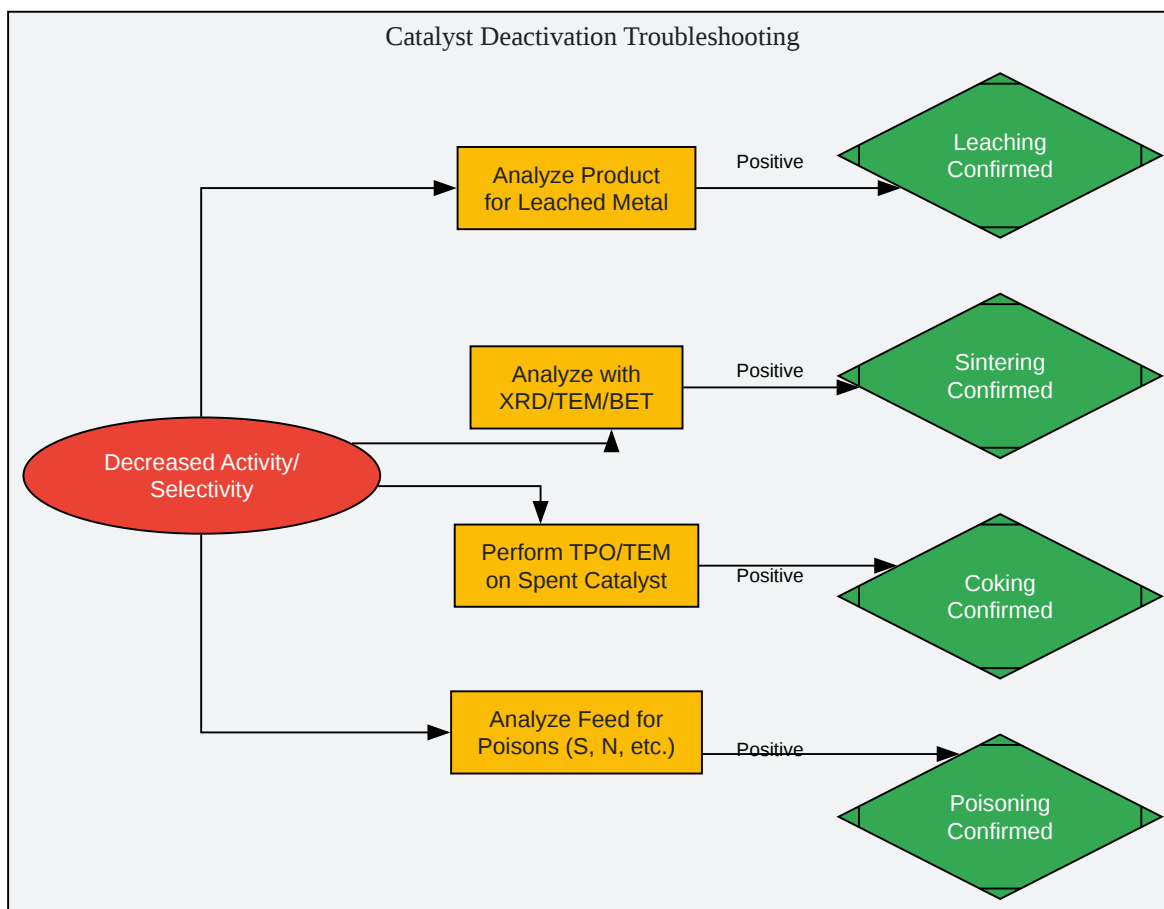 Catalyst Deactivation Troubleshooting
Analyze Product
for Leached Metal
Positive
Leaching
Confirmed
Analyze with
XRD/TEM/BET
Positive
Sintering
Confirmed
Decreased Activity/
Selectivity
Perform TPO/TEM
on Spent Catalyst
Positive
Coking
Confirmed
Analyze Feed for
Poisons (S, N, etc.)
Positive
Poisoning
Confirmed